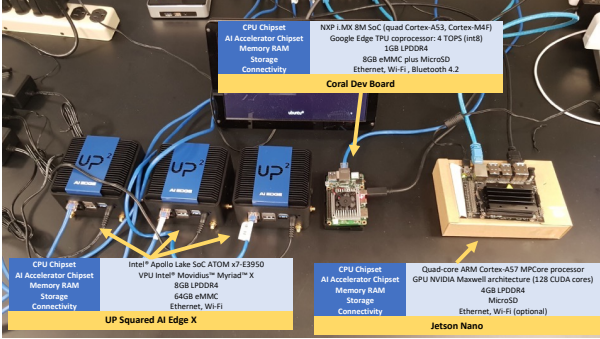 CPU Chipset NXP i.MX 8M SoC (quad Cortex-A53, Cortex-M4F)
AI Accelerator Chipset Google Edge TPU coprocessor: 4 TOPS (int8)
Memory RAM 1GB LPDDR4
Storage 8GB eMMC plus MicroSD
Connectivity Ethernet, Wi-Fi , Bluetooth 4.2
Coral Dev Board
ubuntu
UP²
AI EDGE
UP²
AI EDGE
UP²
AI EDGE
CPU Chipset Intel® Apollo Lake SoC ATOM x7-E3950
AI Accelerator Chipset VPU Intel® Movidius™ Myriad™ X
Memory RAM 8GB LPDDR4
Storage 64GB eMMC
Connectivity Ethernet, Wi-Fi
UP Squared AI Edge X
CPU Chipset Quad-core ARM Cortex-A57 MPCore processor
AI Accelerator Chipset GPU NVIDIA Maxwell architecture (128 CUDA cores)
Memory RAM 4GB LPDDR4
Storage MicroSD
Connectivity Ethernet, Wi-Fi (optional)
Jetson Nano